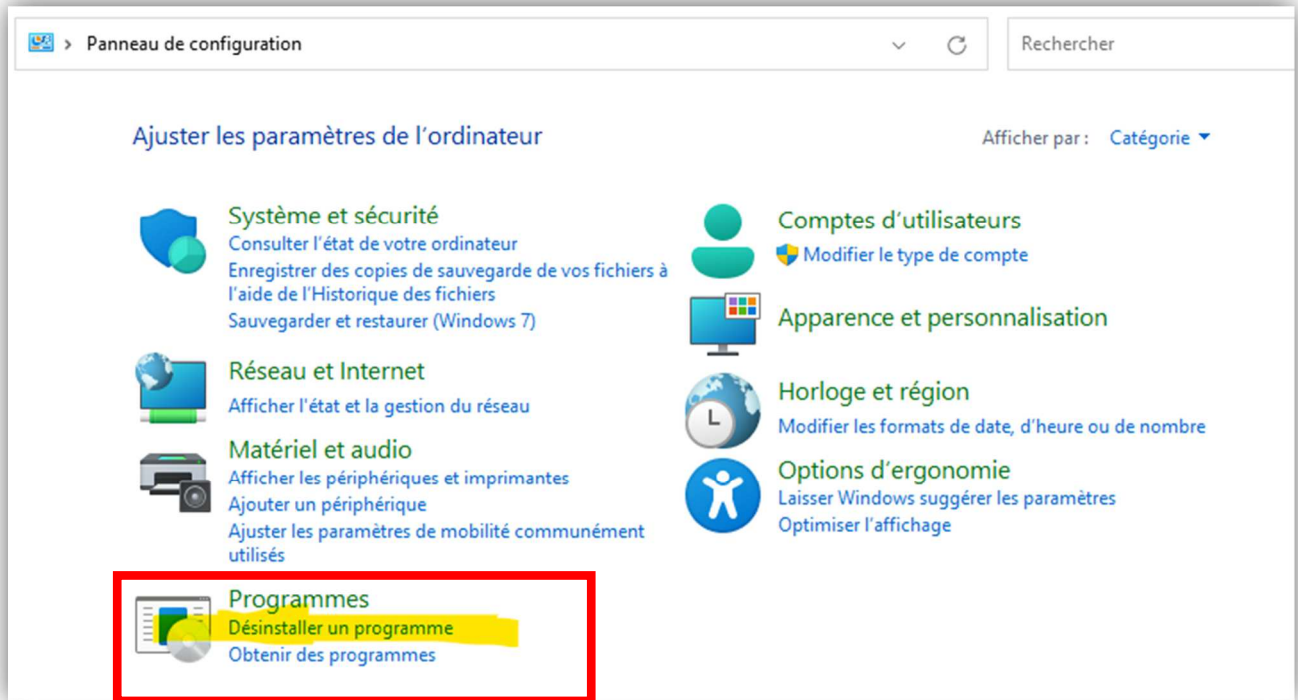 Panneau de configuration
Rechercher
Ajuster les paramètres de l'ordinateur
Afficher par :
Catégorie
Système et sécurité
Consulter l'état de votre ordinateur
Enregistrer des copies de sauvegarde de vos fichiers à
l'aide de l'Historique des fichiers
Sauvegarder et restaurer (Windows 7)
Réseau et Internet
Afficher l'état et la gestion du réseau
Matériel et audio
Afficher les périphériques et imprimantes
Ajouter un périphérique
Ajuster les paramètres de mobilité communément
utilisés
Programmes
Désinstaller un programme
Obtenir des programmes
Comptes d'utilisateurs
Modifier le type de compte
Apparence et personnalisation
Horloge et région
Modifier les formats de date, d'heure ou de nombre
Options d'ergonomie
Laisser Windows suggérer les paramètres
Optimiser l'affichage